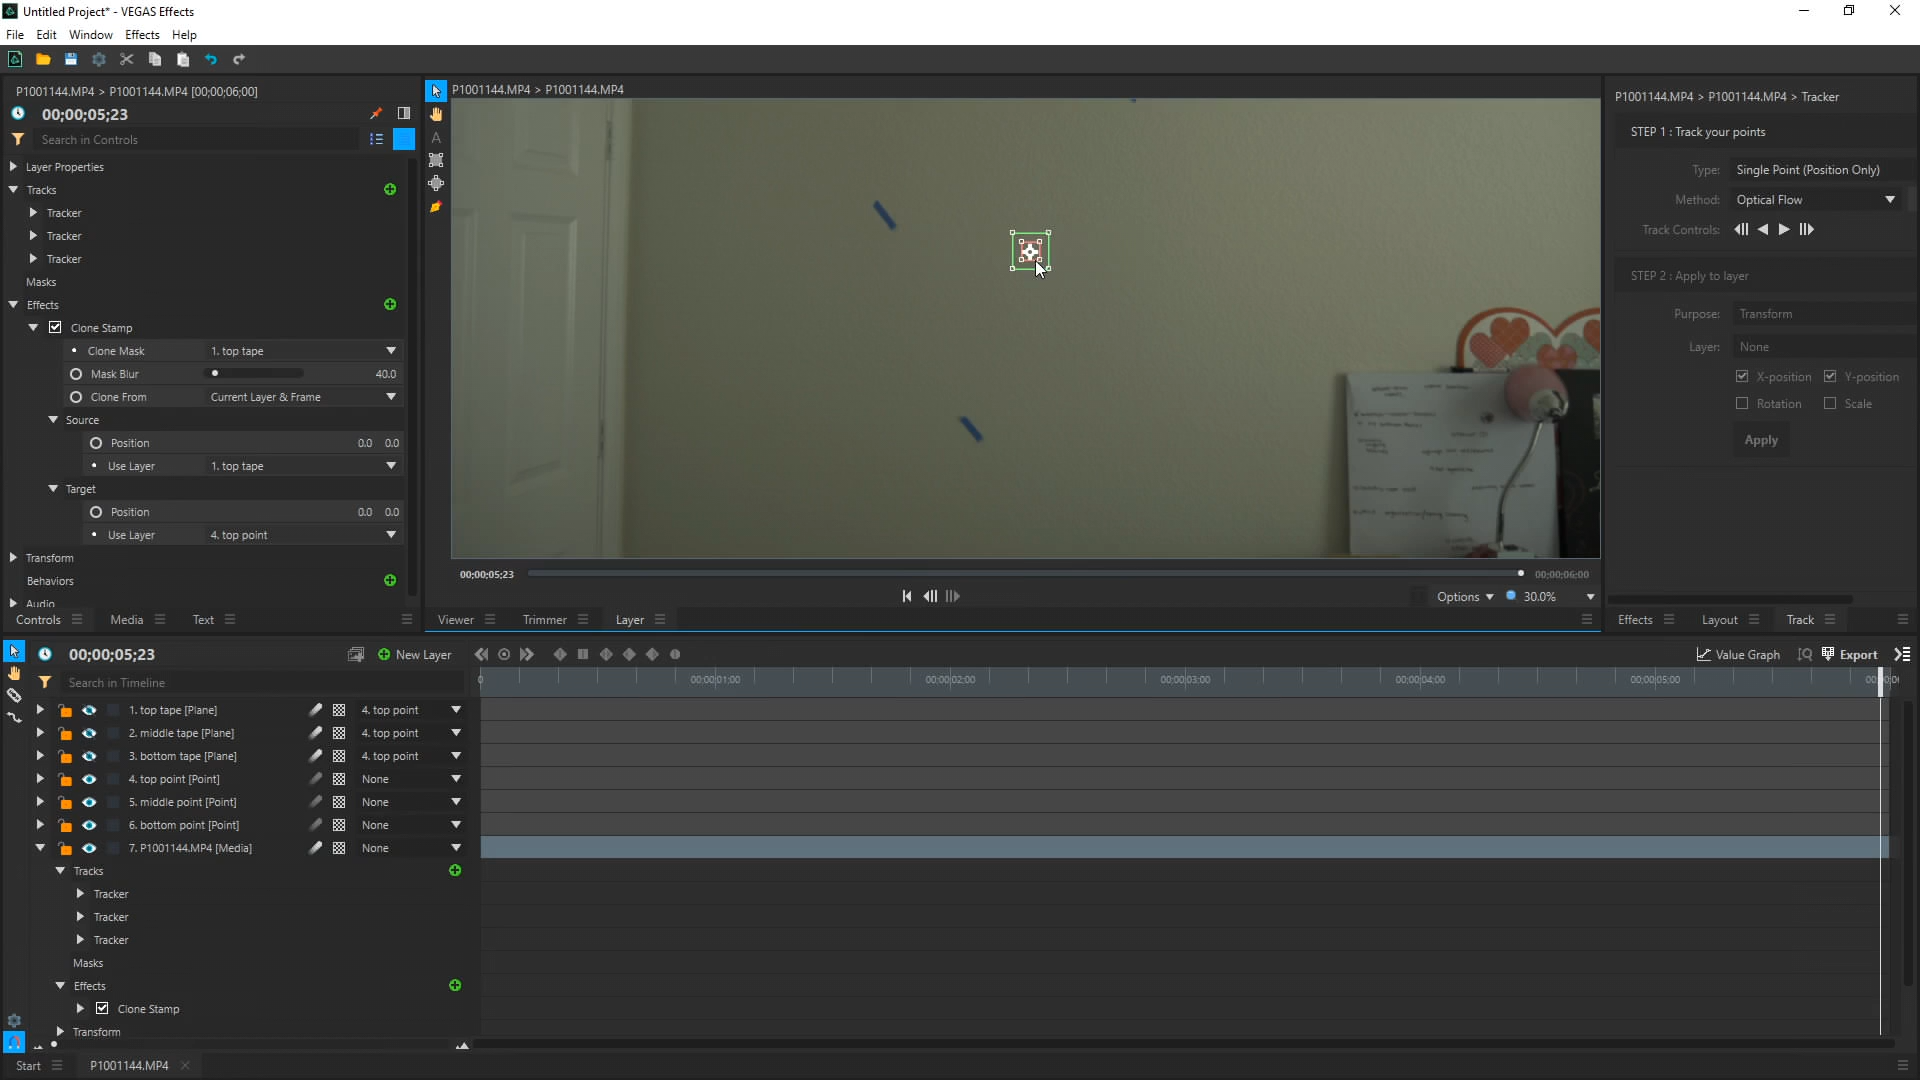 Untitled Project* - VEGAS Effects
File Edit Window Effects Help
P1001144.MP4 > P1001144.MP4 [00;00;06;00]
00;00;05;23
Search in Controls
Layer Properties
Tracks
Tracker
Tracker
Tracker
Masks
Effects
Clone Stamp
Clone Mask 1. top tape
Mask Blur 40.0
Clone From Current Layer & Frame
Source
Position 0.0 0.0
Use Layer 1. top tape
Target
Position 0.0 0.0
Use Layer 4. top point
Transform
Behaviors
Audio
Controls Media Text
P1001144.MP4 > P1001144.MP4
A
00;00;05;23 00;00;06;00
Options 30.0%
Viewer Trimmer Layer
P1001144.MP4 > P1001144.MP4 > Tracker
STEP 1 : Track your points
Type: Single Point (Position Only)
Method: Optical Flow
Track Controls:
STEP 2 : Apply to layer
Purpose: Transform
Layer: None
X-position Y-position
Rotation Scale
Apply
Effects Layout Track
00;00;05;23 New Layer Value Graph Export
Search in Timeline
0 00;00;01;00 00;00;02;00 00;00;03;00 00;00;04;00 00;00;05;00
1. top tape [Plane] 4. top point
2. middle tape [Plane] 4. top point
3. bottom tape [Plane] 4. top point
4. top point [Point] None
5. middle point [Point] None
6. bottom point [Point] None
7. P1001144.MP4 [Media] None
Tracks
Tracker
Tracker
Tracker
Masks
Effects
Clone Stamp
Transform
Start P1001144.MP4